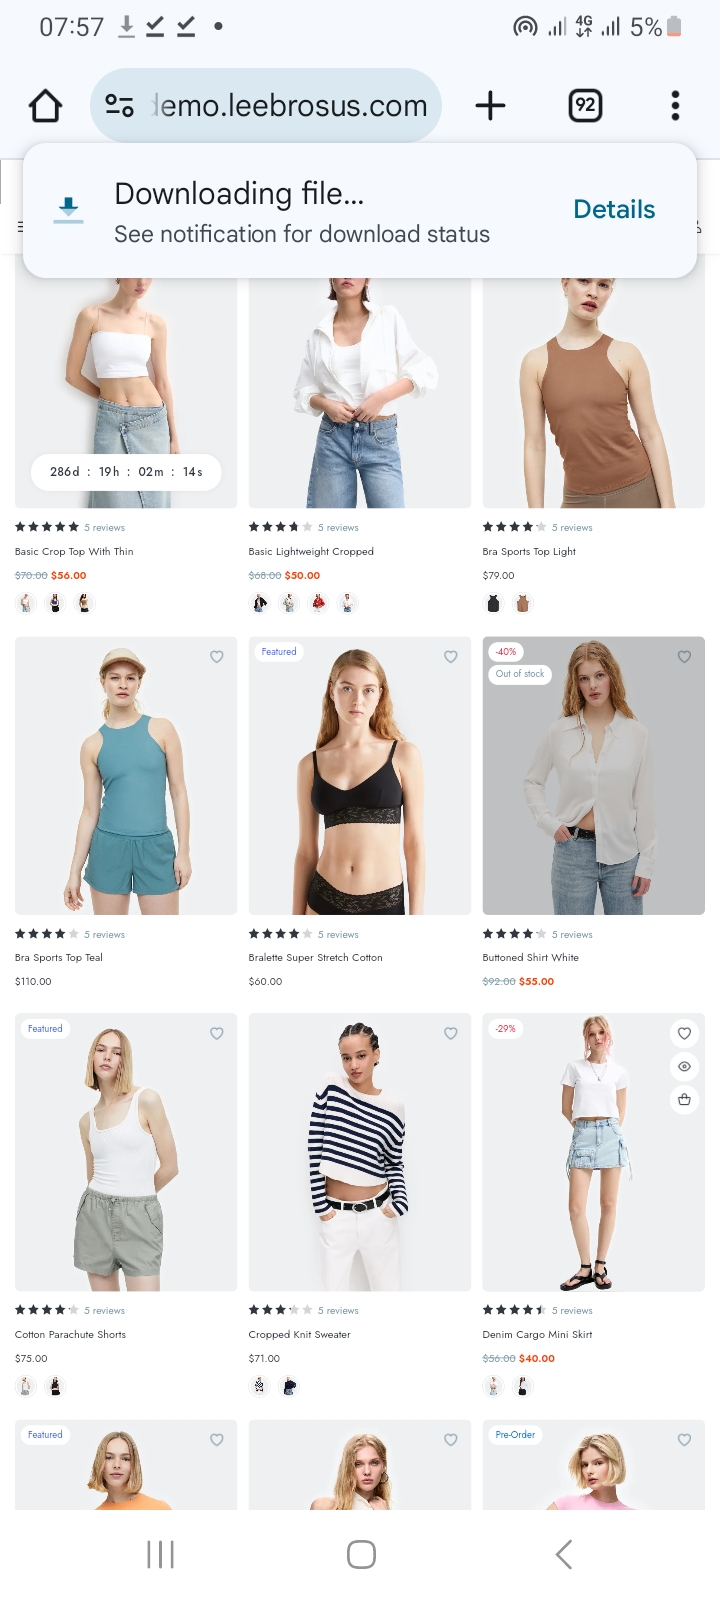 07:57
4G
5%
demo.leebrosus.com
92
Downloading file...
See notification for download status
Details
286d : 19h : 02m : 14s
5 reviews
5 reviews
5 reviews
Basic Crop Top With Thin
Basic Lightweight Cropped
Bra Sports Top Light
$70.00 $56.00
$68.00 $50.00
$79.00
Featured
-40%
Out of stock
5 reviews
5 reviews
5 reviews
Bra Sports Top Teal
Bralette Super Stretch Cotton
Buttoned Shirt White
$110.00
$60.00
$92.00 $55.00
Featured
-29%
5 reviews
5 reviews
5 reviews
Cotton Parachute Shorts
Cropped Knit Sweater
Denim Cargo Mini Skirt
$75.00
$71.00
$56.00 $40.00
Featured
Pre-Order